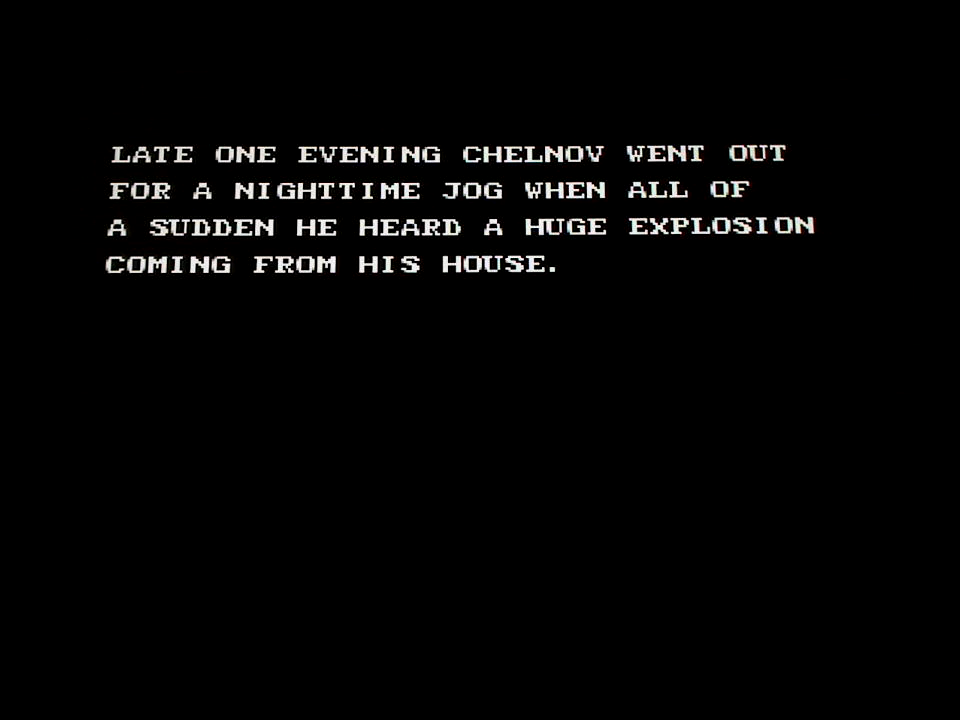 LATE ONE EVENING CHELNOV WENT OUT
FOR A NIGHTTIME JOG WHEN ALL OF
A SUDDEN HE HEARD A HUGE EXPLOSION
COMING FROM HIS HOUSE.